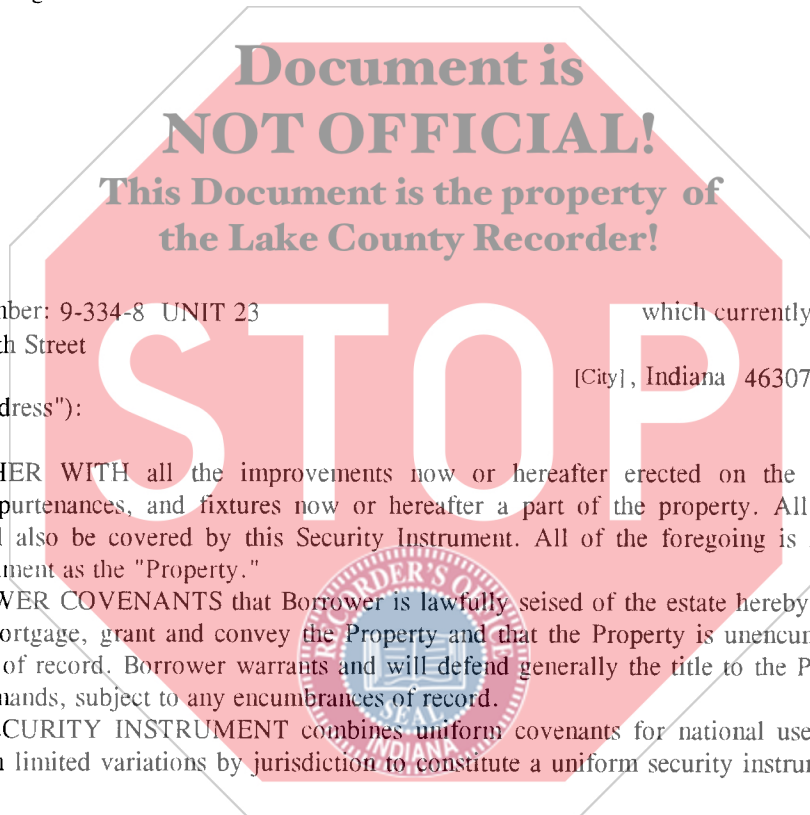 Document is
NOT OFFICIAL!
This Document is the property of
the Lake County Recorder!
STOP
mber: 9-334-8 UNIT 23 which currently
th Street
[City], Indiana 46307
dress"):
HER WITH all the improvements now or hereafter erected on the
purtenances, and fixtures now or hereafter a part of the property. All
l also be covered by this Security Instrument. All of the foregoing is
ment as the "Property."
WER COVENANTS that Borrower is lawfully seised of the estate hereby
ortgage, grant and convey the Property and that the Property is unencum
of record. Borrower warrants and will defend generally the title to the P
mands, subject to any encumbrances of record.
CURITY INSTRUMENT combines uniform covenants for national use
limited variations by jurisdiction to constitute a uniform security instrum
RECORDER'S OFFICE
SEAL
INDIANA